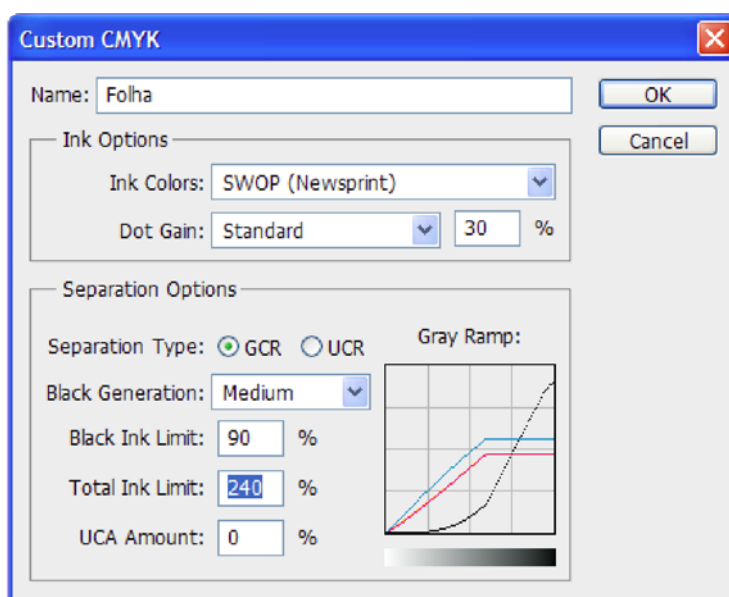 Custom CMYK
Name: Folha
OK
Cancel
Ink Options
Ink Colors: SWOP (Newsprint)
Dot Gain: Standard 30 %
Separation Options
Separation Type: GCR UCR
Gray Ramp:
Black Generation: Medium
Black Ink Limit: 90 %
Total Ink Limit: 240 %
UCA Amount: 0 %